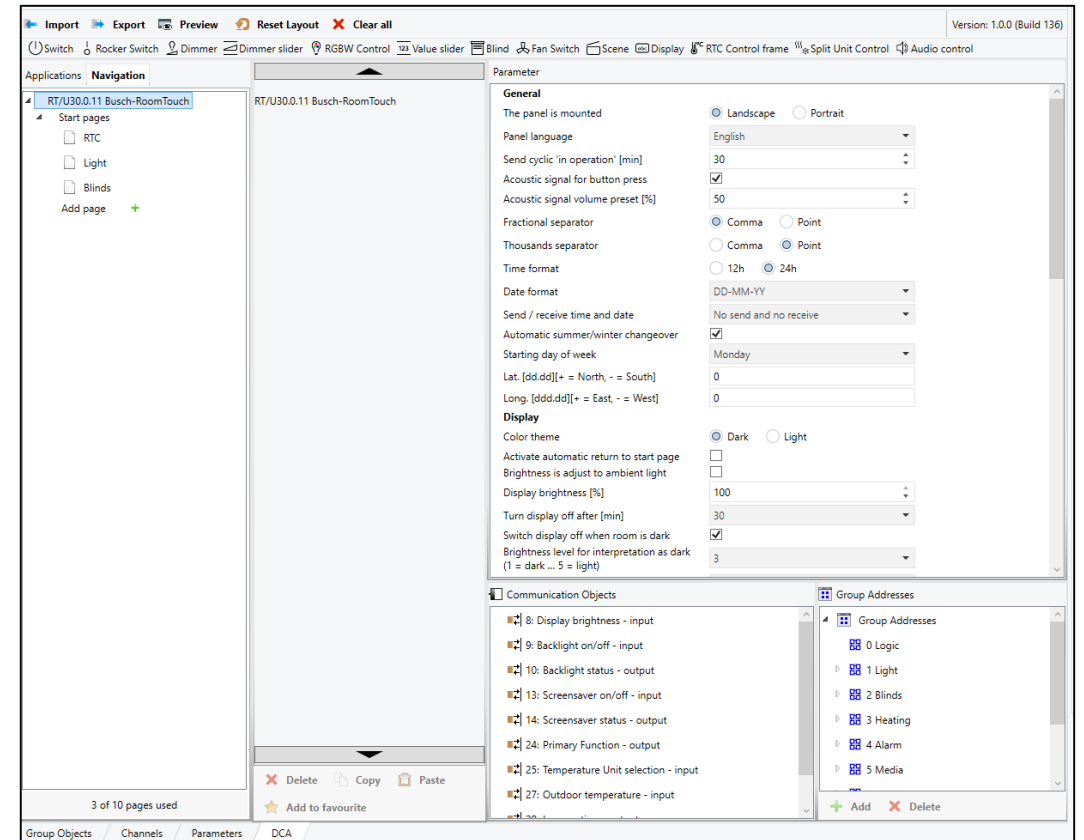 Import Export Preview Reset Layout Clear all Version: 1.0.0 (Build 136)
Switch Rocker Switch Dimmer Dimmer slider RGBW Control Value slider Blind Fan Switch Scene Display RTC Control frame Split Unit Control Audio control
Applications Navigation
RT/U30.0.11 Busch-RoomTouch
Start pages
RTC
Light
Blinds
Add page
3 of 10 pages used
RT/U30.0.11 Busch-RoomTouch
Delete Copy Paste
Add to favourite
Parameter
General
The panel is mounted Landscape Portrait
Panel language English
Send cyclic 'in operation' [min] 30
Acoustic signal for button press
Acoustic signal volume preset [%] 50
Fractional separator Comma Point
Thousands separator Comma Point
Time format 12h 24h
Date format DD-MM-YY
Send / receive time and date No send and no receive
Automatic summer/winter changeover
Starting day of week Monday
Lat. [dd.dd][+ = North, - = South] 0
Long. [ddd.dd][+ = East, - = West] 0
Display
Color theme Dark Light
Activate automatic return to start page
Brightness is adjust to ambient light
Display brightness [%] 100
Turn display off after [min] 30
Switch display off when room is dark
Brightness level for interpretation as dark
(1 = dark ... 5 = light) 3
Communication Objects
8: Display brightness - input
9: Backlight on/off - input
10: Backlight status - output
13: Screensaver on/off - input
14: Screensaver status - output
24: Primary Function - output
25: Temperature Unit selection - input
27: Outdoor temperature - input
Group Addresses
Group Addresses
0 Logic
1 Light
2 Blinds
3 Heating
4 Alarm
5 Media
Add Delete
Group Objects Channels Parameters DCA